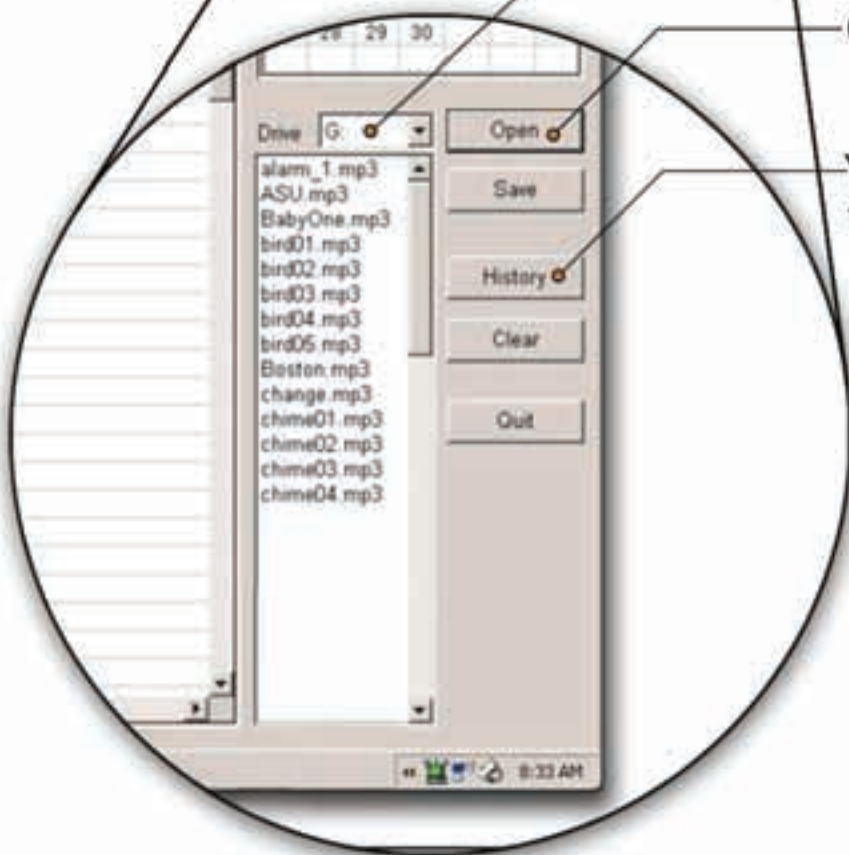 28 29 30
Drive G:
alarm_1.mp3
ASU.mp3
BabyOne.mp3
bird01.mp3
bird02.mp3
bird03.mp3
bird04.mp3
bird05.mp3
Boston.mp3
change.mp3
chime01.mp3
chime02.mp3
chime03.mp3
chime04.mp3
Open
Save
History
Clear
Quit
8:33 AM